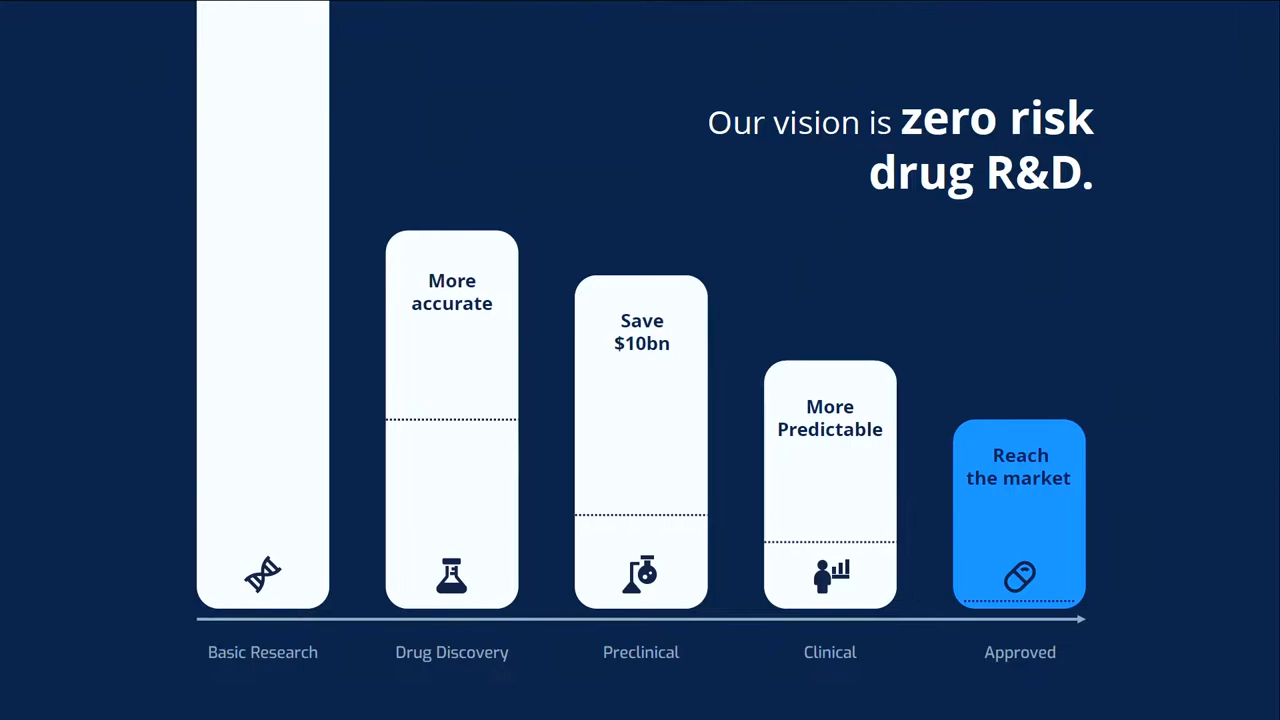 Our vision is zero risk
drug R&D.
More
accurate
Save
$10bn
More
Predictable
Reach
the market
Basic Research
Drug Discovery
Preclinical
Clinical
Approved